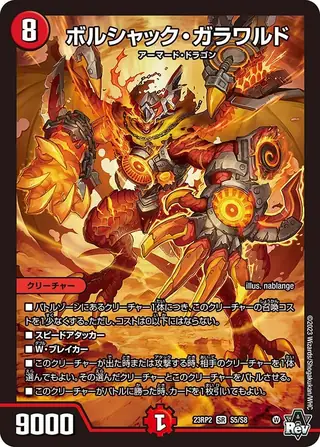 8
ボルシャック・ガラワルド
アーマード・ドラゴン
illus. nablange
クリーチャー
■バトルゾーンにあるクリーチャー1体につき、このクリーチャーの召喚コス
トを1少なくする。ただし、コストは0以下にはならない。
■スピードアタッカー
■W・ブレイカー
■このクリーチャーが出た時または攻撃する時、相手のクリーチャーを1体
選んでもよい。その選んだクリーチャーとこのクリーチャーをバトルさせる。
■このクリーチャーがバトルに勝った時、カードを1枚引いてもよい。
©2023 Wizards/Shogakukan/WHC
9000
1
23RP2 SR S5/S8
W
Rev